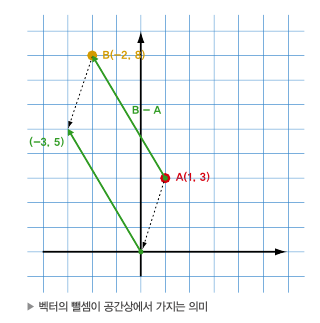 B(-2, 8)
B - A
(-3, 5)
A(1, 3)
▶ 벡터의 뺄셈이 공간상에서 가지는 의미